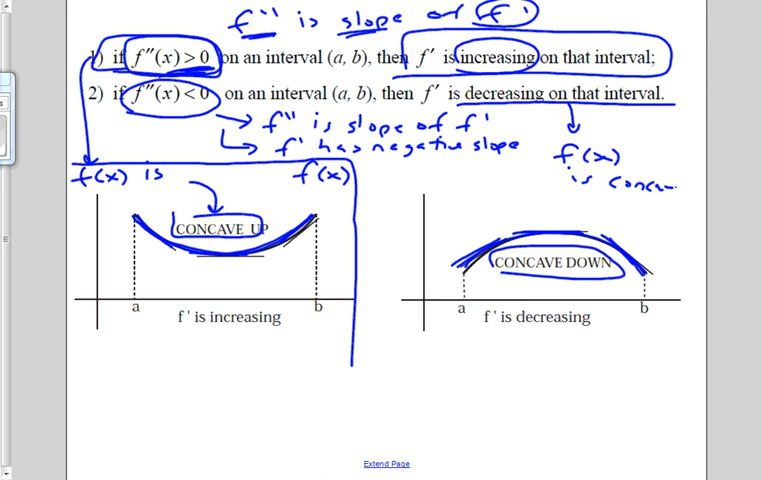 f'' is slope of f'
1) if f''(x) > 0 on an interval (a, b), then f' is increasing on that interval;
2) if f''(x) < 0 on an interval (a, b), then f' is decreasing on that interval.
→ f'' is slope of f'
↳ f' has negative slope
f(x)
is conca
f(x) is
f(x)
CONCAVE UP
CONCAVE DOWN
a b
f' is increasing
a b
f' is decreasing
Extend Page